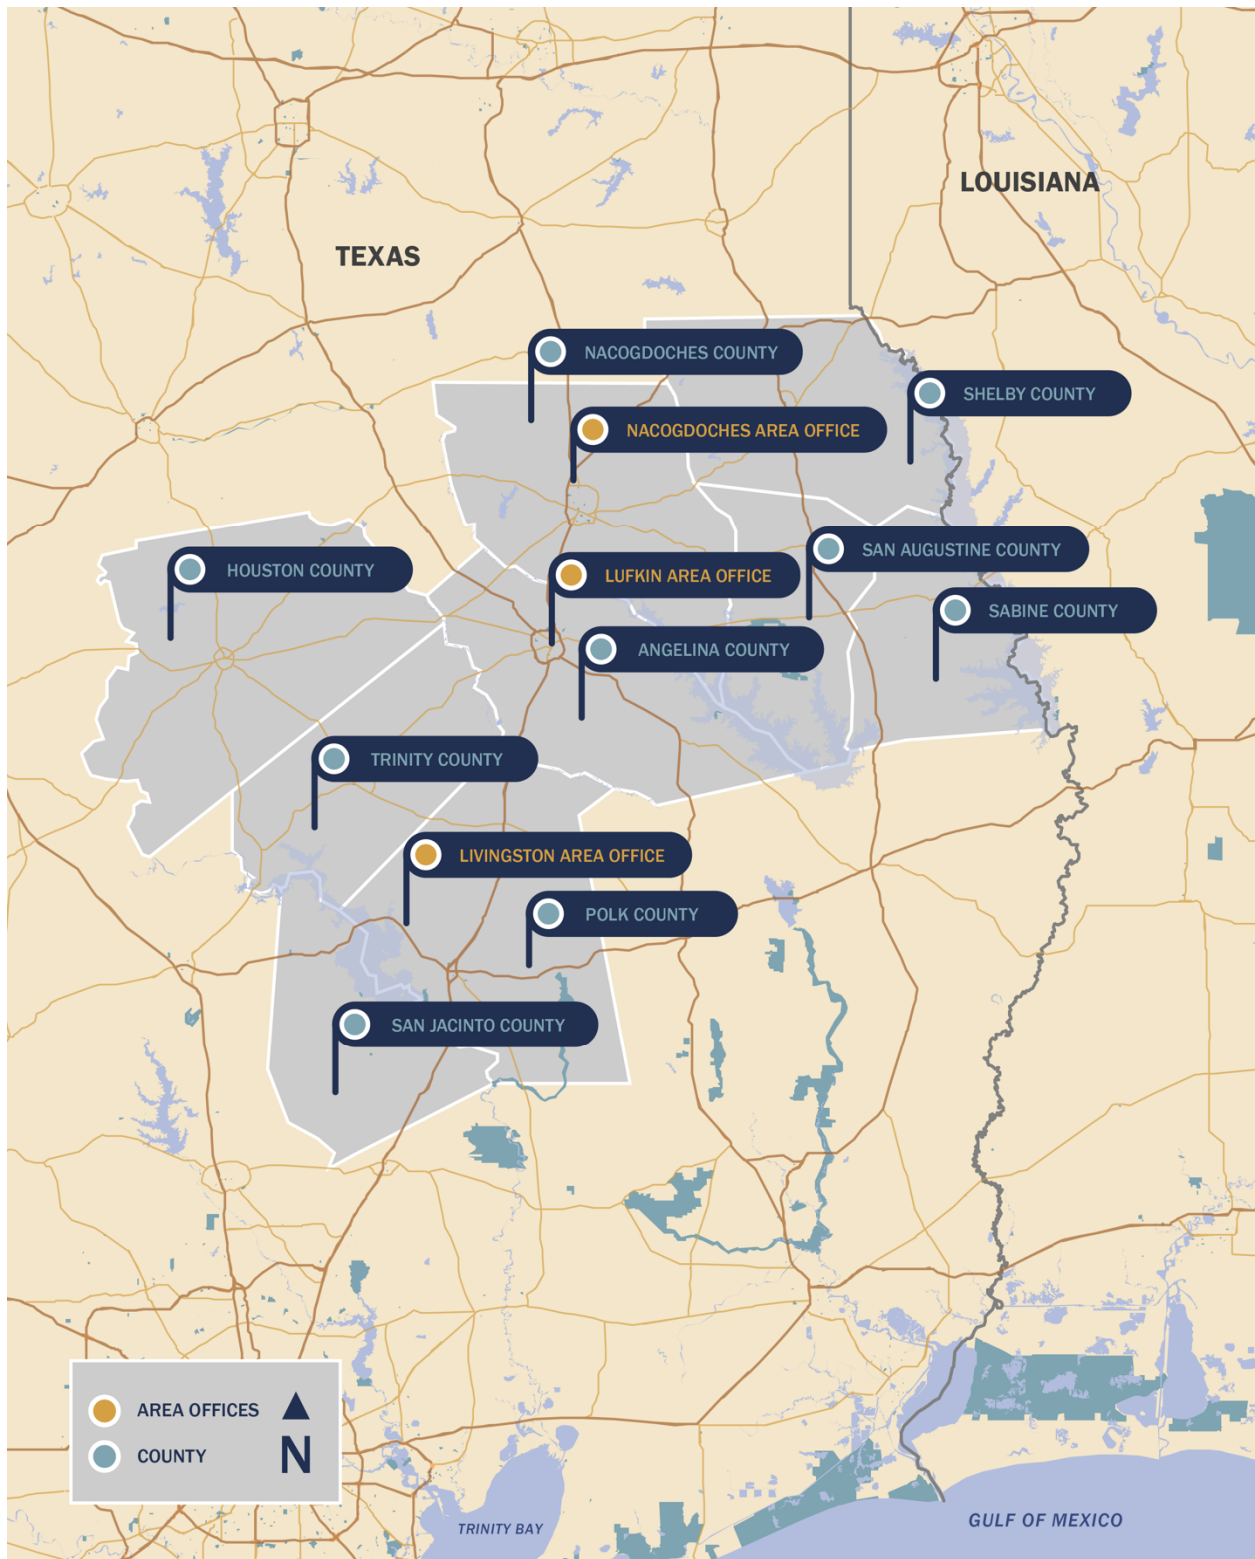 LOUISIANA
TEXAS
NACOGDOCHES COUNTY
SHELBY COUNTY
NACOGDOCHES AREA OFFICE
SAN AUGUSTINE COUNTY
HOUSTON COUNTY
LUFKIN AREA OFFICE
SABINE COUNTY
ANGELINA COUNTY
TRINITY COUNTY
LIVINGSTON AREA OFFICE
POLK COUNTY
SAN JACINTO COUNTY
AREA OFFICES
COUNTY
N
TRINITY BAY
GULF OF MEXICO